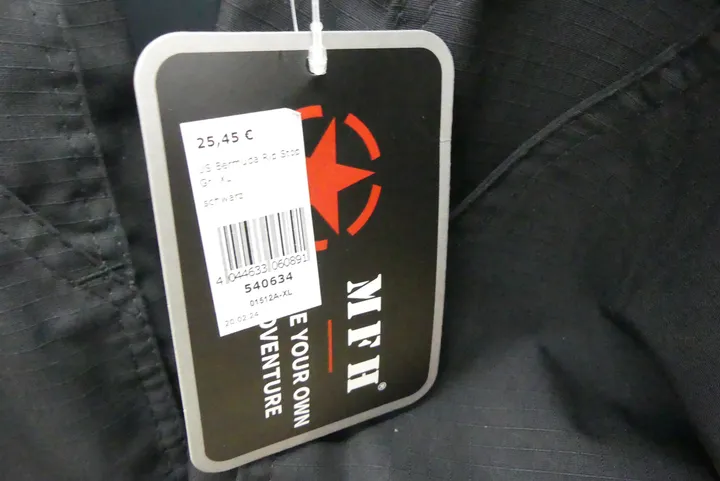 25,45 €
US Bermuda Rip Stop
Gr. XL
schwarz
4 044633 060891
540634
01512A-XL
20.02.24
MFH®
E YOUR OWN
DVENTURE